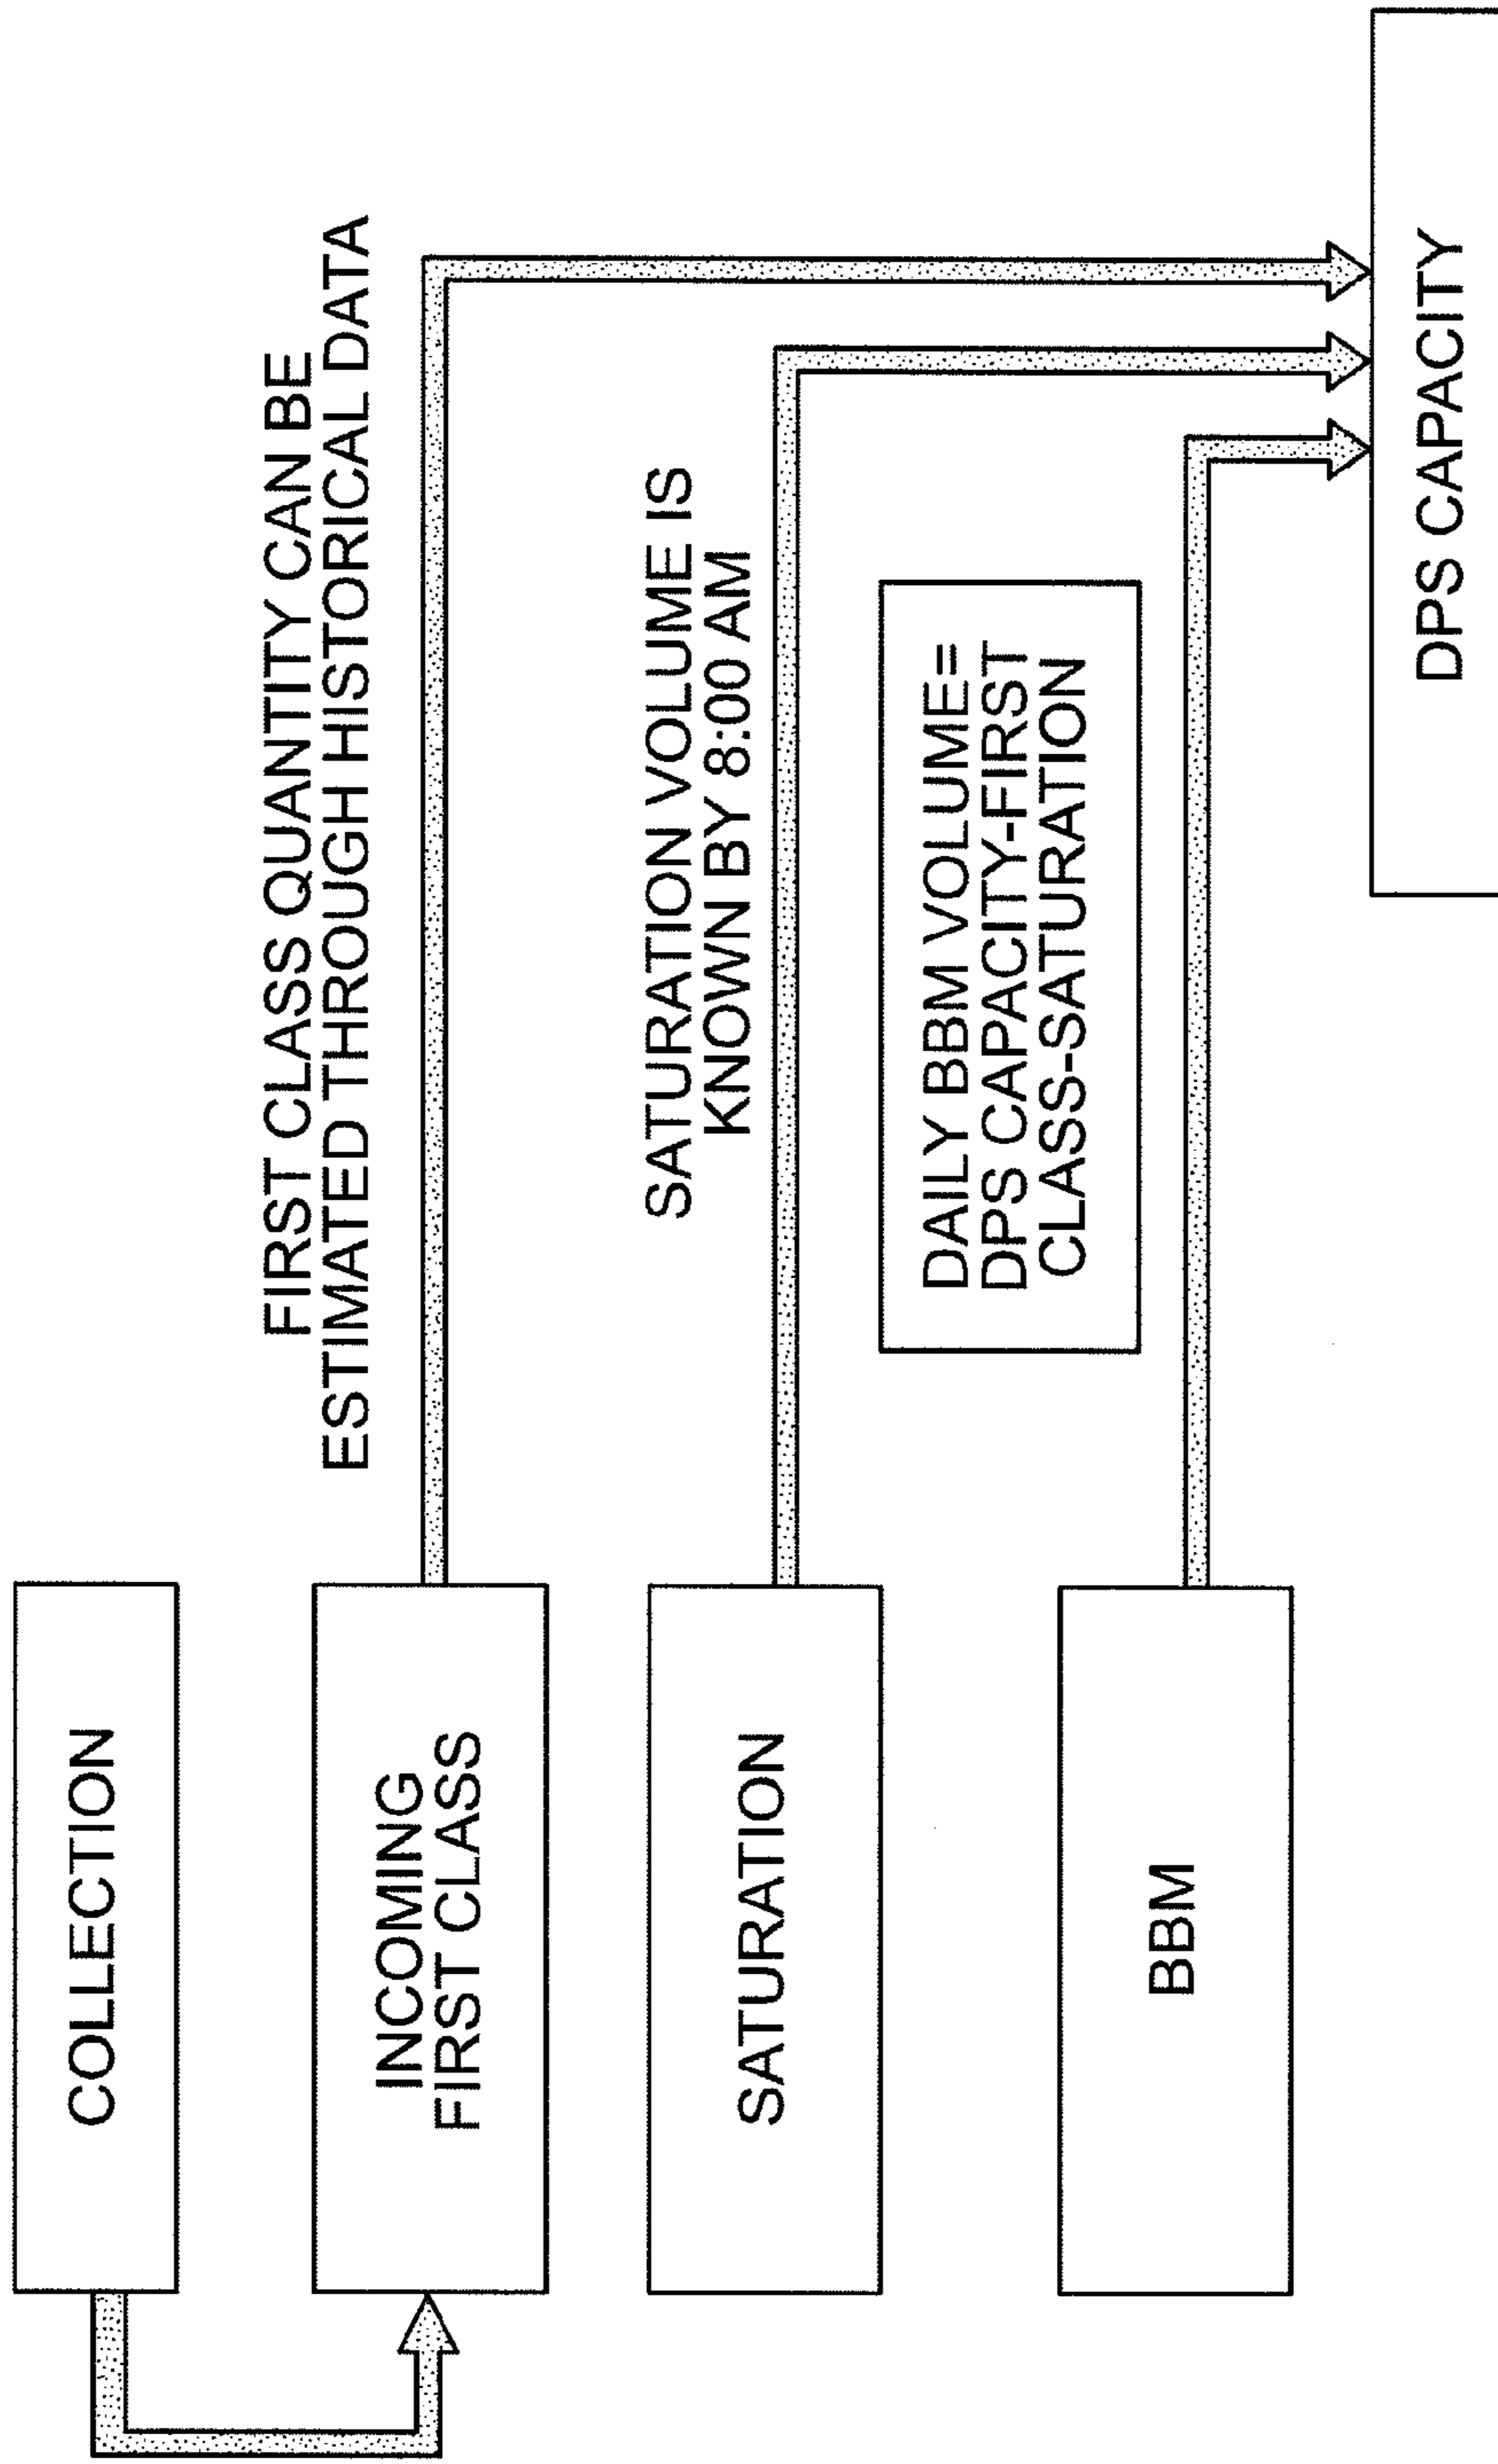 COLLECTION
FIRST CLASS QUANTITY CAN BE
ESTIMATED THROUGH HISTORICAL DATA
INCOMING
FIRST CLASS
SATURATION VOLUME IS
KNOWN BY 8:00 AM
SATURATION
DAILY BBM VOLUME=
DPS CAPACITY-FIRST
CLASS-SATURATION
BBM
DPS CAPACITY